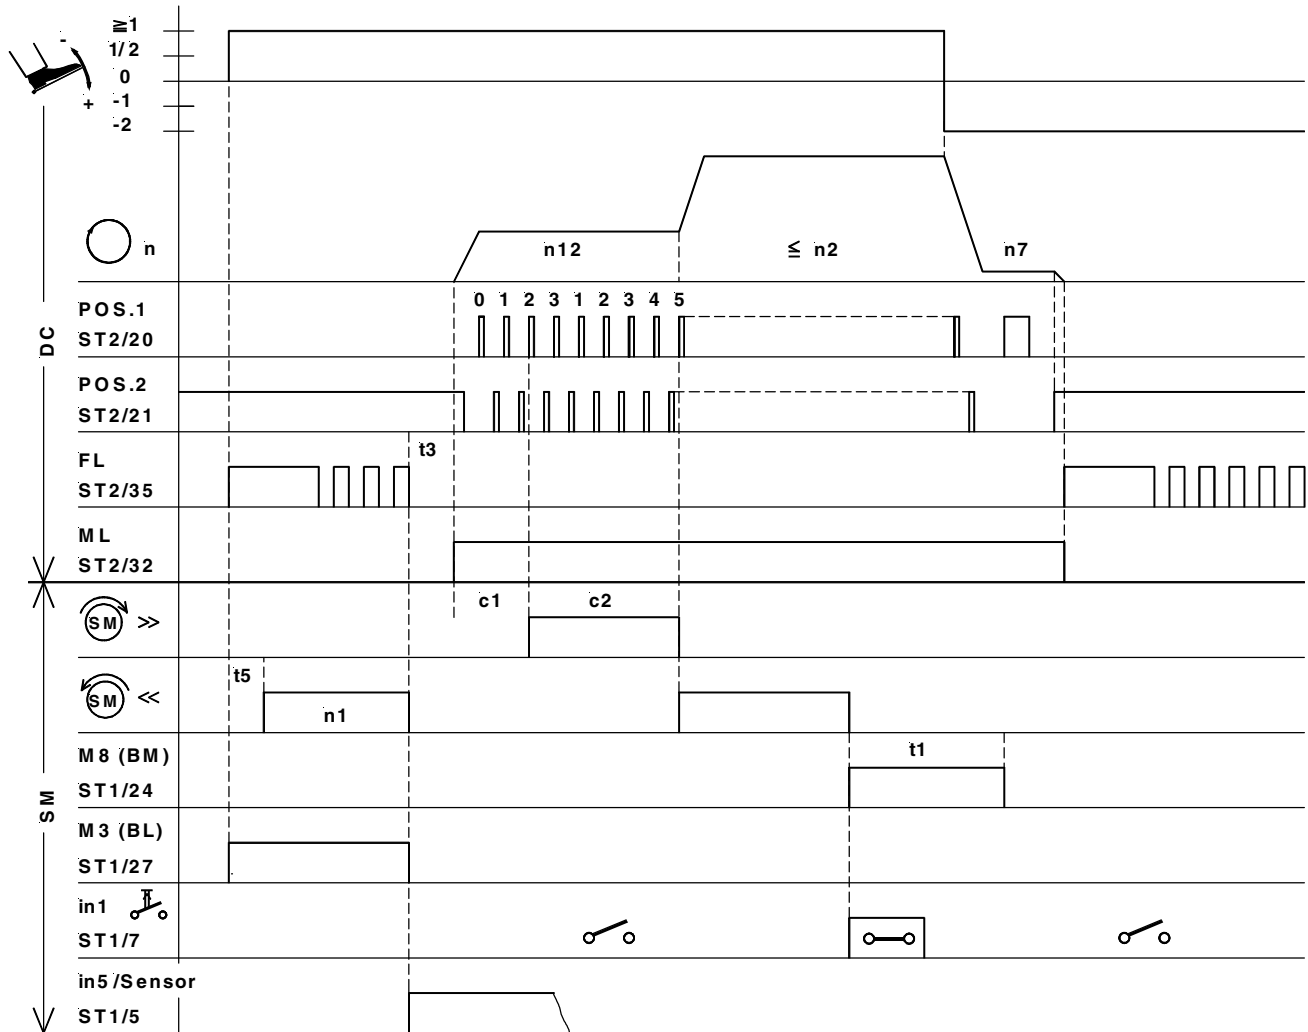 ≧1
-
1/2
0
+ -1
-2
n
n12
≦ n2
n7
POS.1
0 1 2 3 1 2 3 4 5
ST2/20
DC
POS.2
ST2/21
t3
FL
ST2/35
ML
ST2/32
SM >>
c1
c2
t5
SM <<
n1
M8 (BM)
t1
ST1/24
SM
M3 (BL)
ST1/27
in1
ST1/7
in5/Sensor
ST1/5